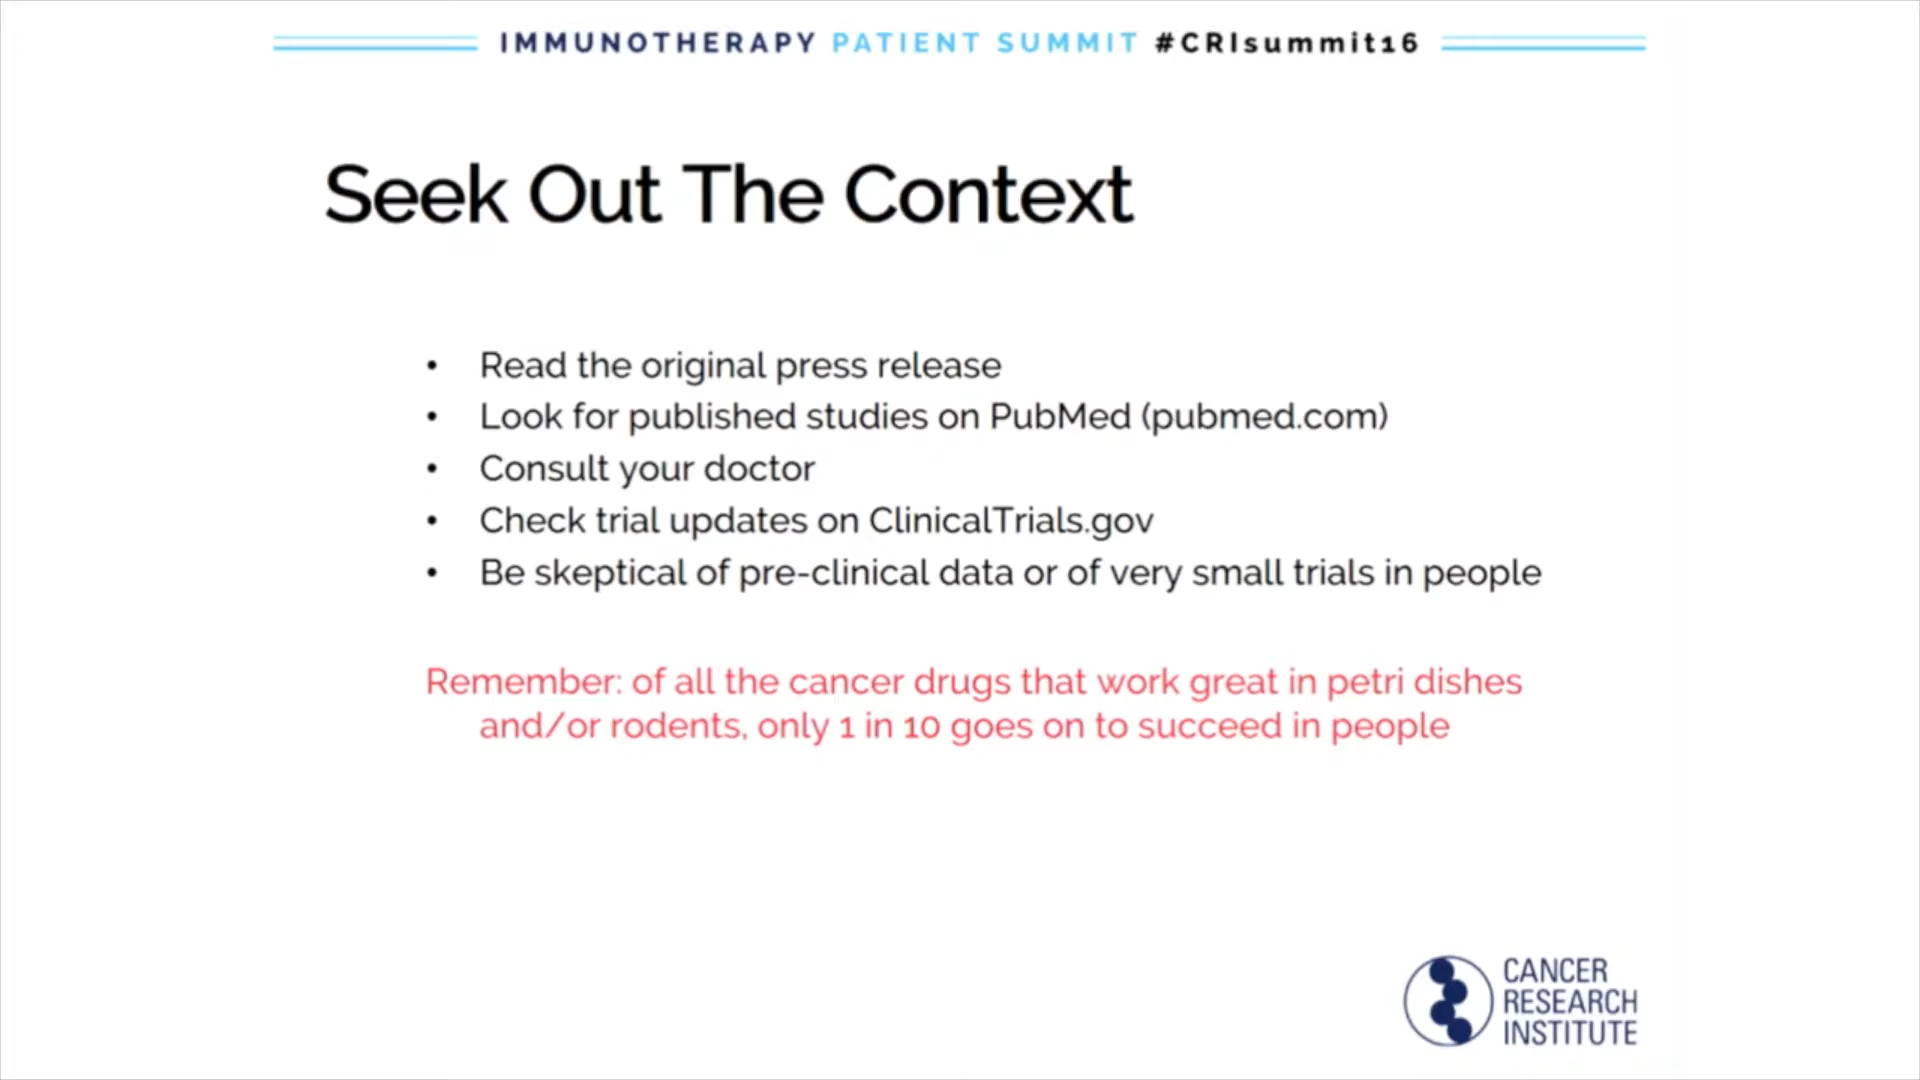 IMMUNOTHERAPY PATIENT SUMMIT #CRIsummit16
Seek Out The Context
• Read the original press release
• Look for published studies on PubMed (pubmed.com)
• Consult your doctor
• Check trial updates on ClinicalTrials.gov
• Be skeptical of pre-clinical data or of very small trials in people
Remember: of all the cancer drugs that work great in petri dishes
and/or rodents, only 1 in 10 goes on to succeed in people
CANCER
RESEARCH
INSTITUTE